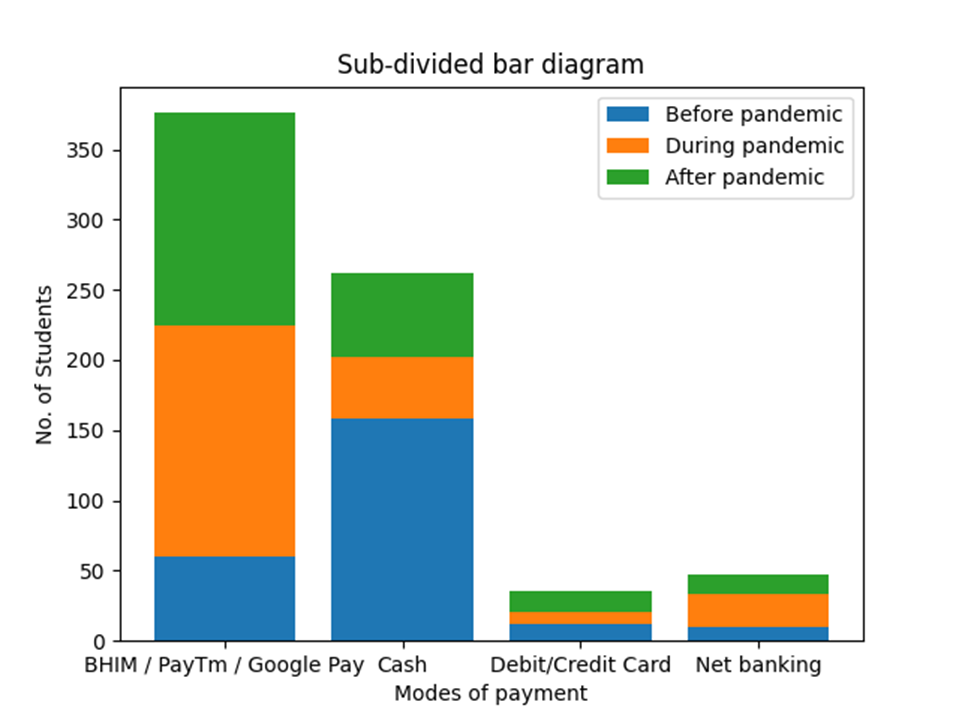 Sub-divided bar diagram
Before pandemic
During pandemic
After pandemic
No. of Students
350
300
250
200
150
100
50
0
BHIM / PayTm / Google Pay
Cash
Debit/Credit Card
Net banking
Modes of payment